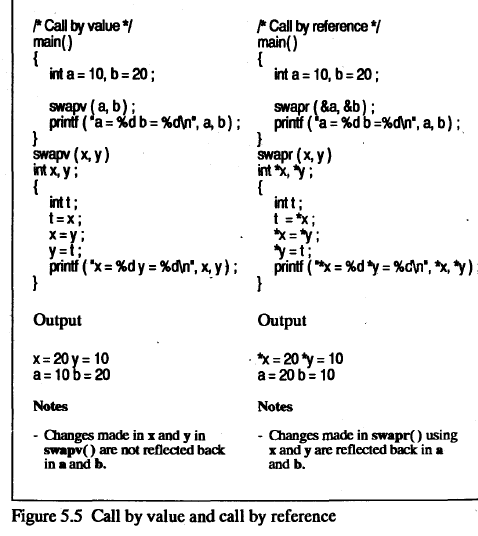 /* Call by value */
main( )
{
int a = 10, b = 20 ;
swapv ( a, b ) ;
printf ( "a = %d b = %d\n", a, b ) ;
}
swapv ( x, y )
int x, y ;
{
int t ;
t = x ;
x = y ;
y = t ;
printf ( "x = %d y = %d\n", x, y ) ;
}
Output
x = 20 y = 10
a = 10 b = 20
Notes
- Changes made in x and y in
swapv( ) are not reflected back
in a and b.
/* Call by reference */
main( )
{
int a = 10, b = 20 ;
swapr ( &a, &b ) ;
printf ( "a = %d b =%d\n", a, b ) ;
}
swapr ( x, y )
int *x, *y ;
{
int t ;
t = *x ;
*x = *y ;
*y = t ;
printf ( "*x = %d *y = %d\n", *x, *y ) ;
}
Output
*x = 20 *y = 10
a = 20 b = 10
Notes
- Changes made in swapr( ) using
x and y are reflected back in a
and b.
Figure 5.5 Call by value and call by reference